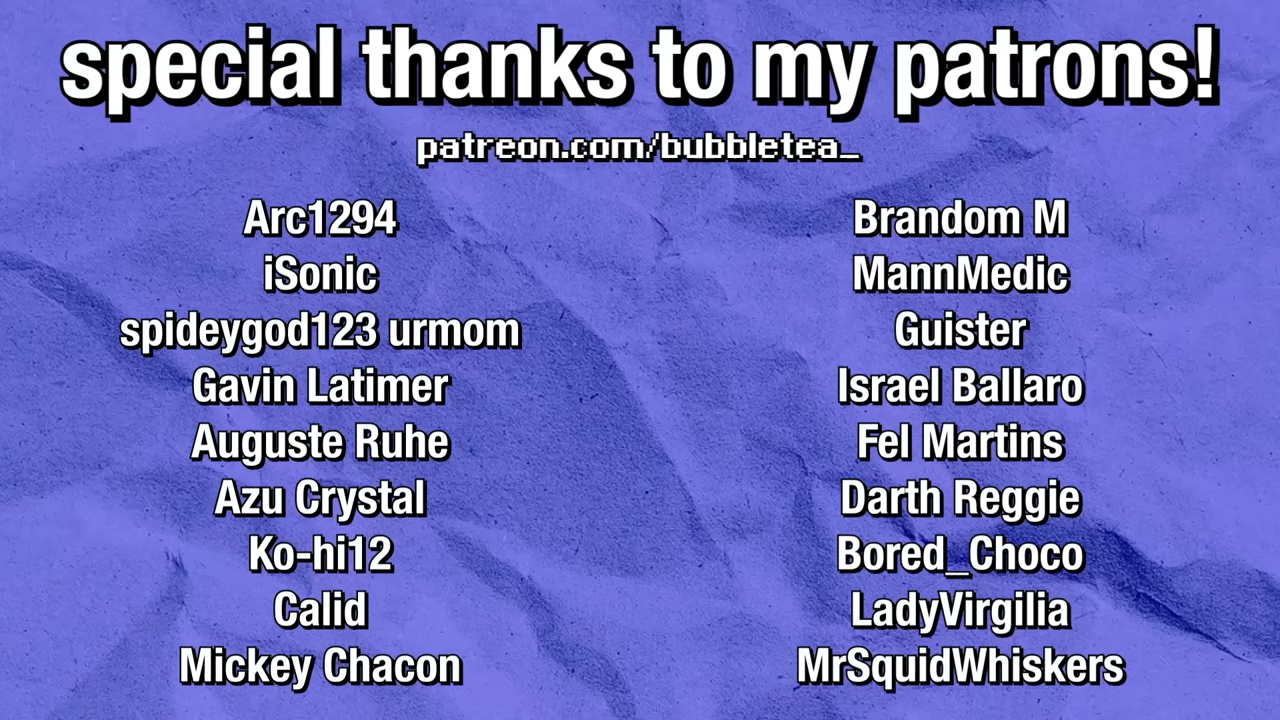 special thanks to my patrons!
patreon.com/bubbletea_
Arc1294
iSonic
spideygod123 urmom
Gavin Latimer
Auguste Ruhe
Azu Crystal
Ko-hi12
Calid
Mickey Chacon
Brandom M
MannMedic
Guister
Israel Ballaro
Fel Martins
Darth Reggie
Bored_Choco
LadyVirgilia
MrSquidWhiskers